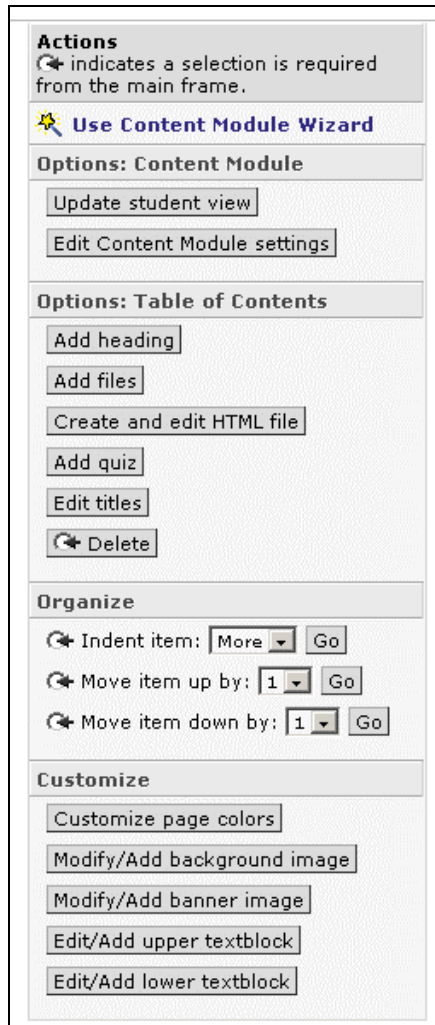 Actions
indicates a selection is required
from the main frame.
Use Content Module Wizard
Options: Content Module
Update student view
Edit Content Module settings
Options: Table of Contents
Add heading
Add files
Create and edit HTML file
Add quiz
Edit titles
Delete
Organize
Indent item: More Go
Move item up by: 1 Go
Move item down by: 1 Go
Customize
Customize page colors
Modify/Add background image
Modify/Add banner image
Edit/Add upper textblock
Edit/Add lower textblock